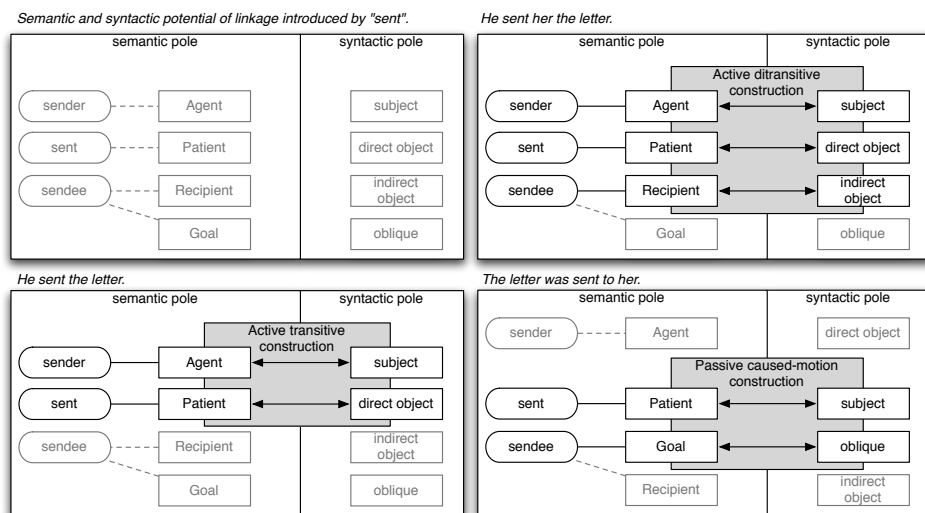 Semantic and syntactic potential of linkage introduced by "sent".
semantic pole
syntactic pole
sender
Agent
subject
sent
Patient
direct object
sendee
Recipient
indirect
object
Goal
oblique
He sent her the letter.
semantic pole
syntactic pole
Active ditransitive
construction
sender
Agent
subject
sent
Patient
direct object
sendee
Recipient
indirect
object
Goal
oblique
He sent the letter.
semantic pole
syntactic pole
Active transitive
construction
sender
Agent
subject
sent
Patient
direct object
sendee
Recipient
indirect
object
Goal
oblique
The letter was sent to her.
semantic pole
syntactic pole
sender
Agent
direct object
Passive caused-motion
construction
sent
Patient
subject
sendee
Goal
oblique
Recipient
indirect
object